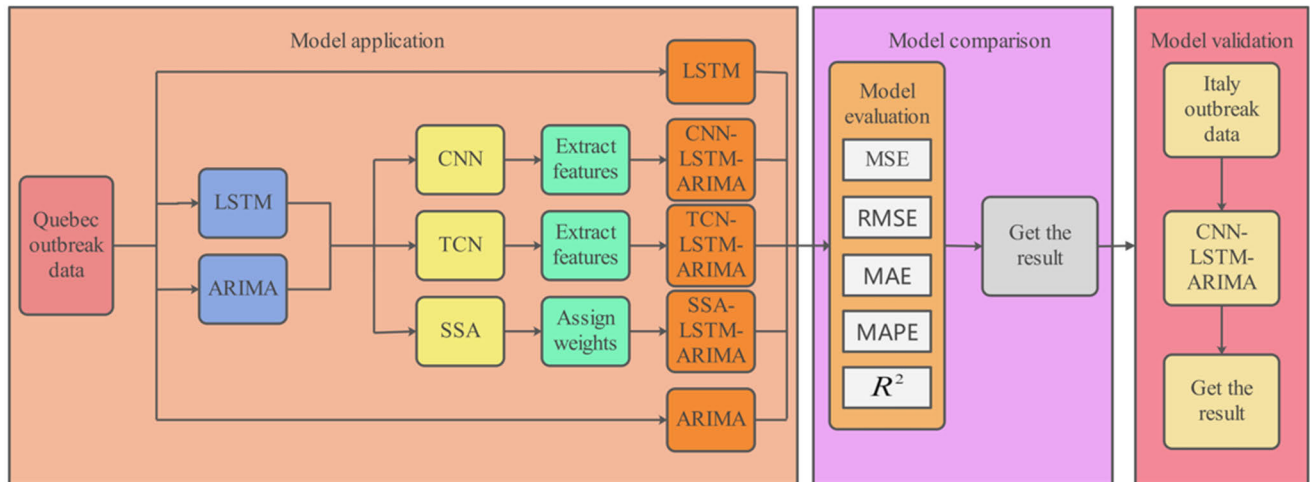 Model application
Quebec
outbreak
data
LSTM
ARIMA
CNN
TCN
SSA
Extract
features
Extract
features
Assign
weights
LSTM
CNN-
LSTM-
ARIMA
TCN-
LSTM-
ARIMA
SSA-
LSTM-
ARIMA
ARIMA
Model comparison
Model
evaluation
MSE
RMSE
MAE
MAPE
R²
Get the
result
Model validation
Italy
outbreak
data
CNN-
LSTM-
ARIMA
Get the
result